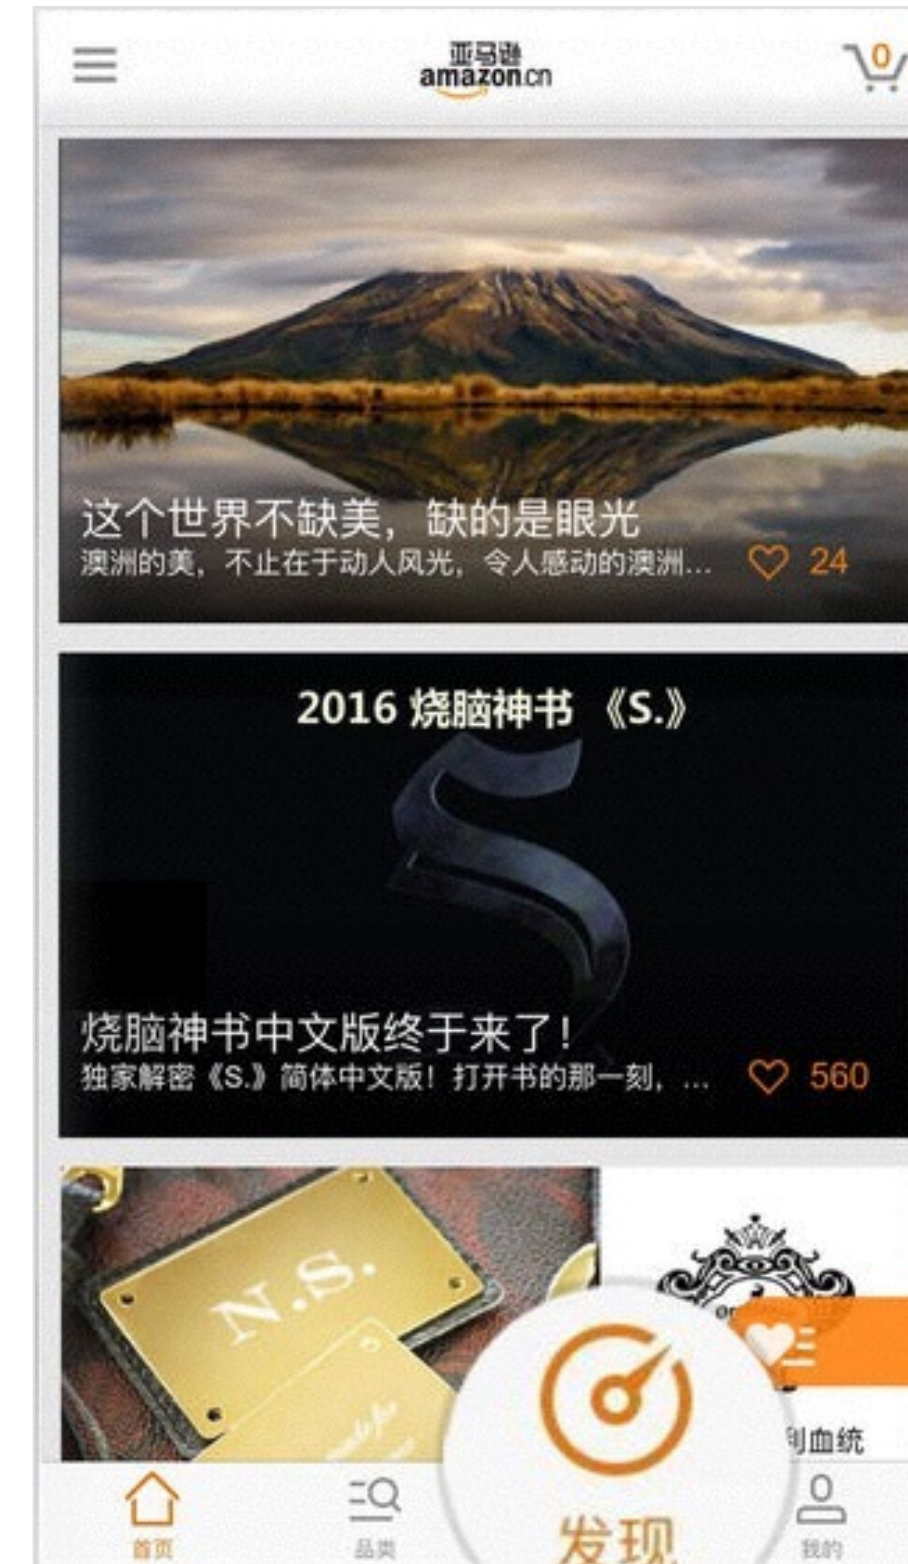 亚马逊
amazon.cn
0
这个世界不缺美，缺的是眼光
澳洲的美，不止在于动人风光，令人感动的澳洲...
24
2016 烧脑神书 《S.》
烧脑神书中文版终于来了！
独家解密《S.》简体中文版！打开书的那一刻，...
560
N.S.
made for
利血统
首页
品类
发现
我的